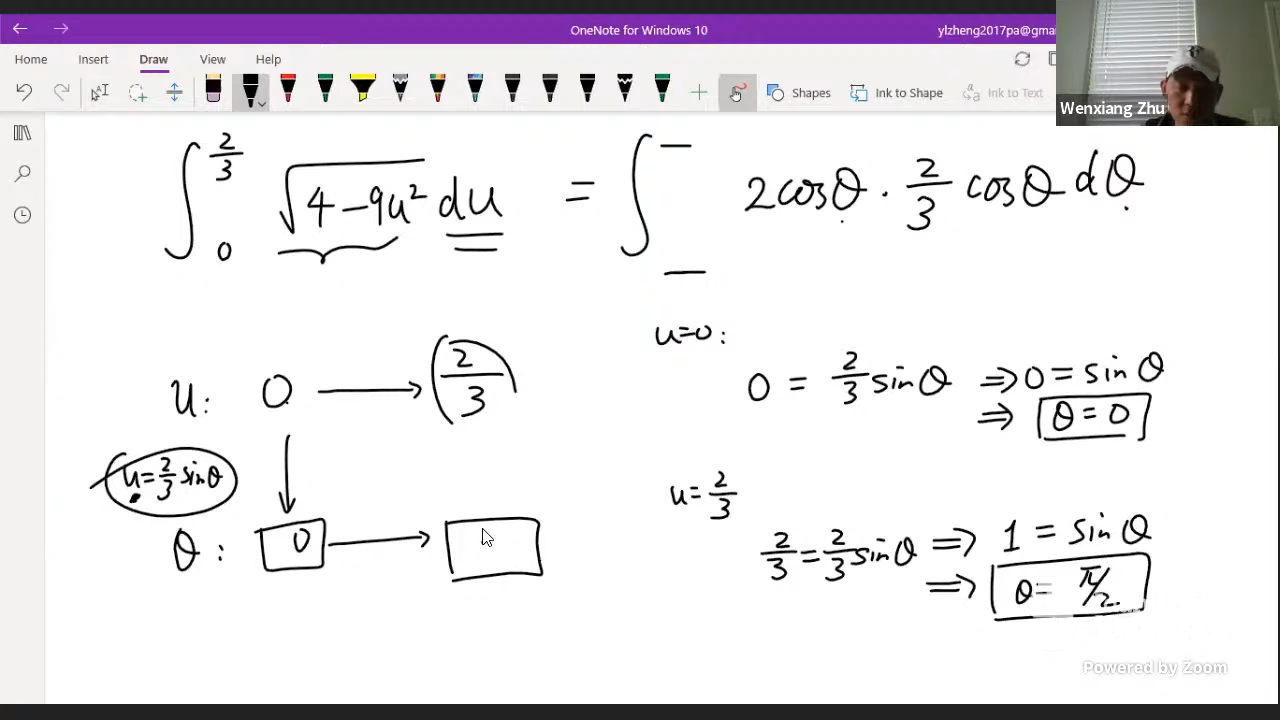 OneNote for Windows 10
ylzheng2017pa@gmai
Home Insert Draw View Help
Shapes Ink to Shape Ink to Text
Wenxiang Zhu
∫_0^{2/3} √(4-9u²) du = ∫ 2cosθ · 2/3 cosθ dθ
u=0:
u: 0 → 2/3
0 = 2/3 sinθ ⇒ 0 = sinθ
⇒ θ = 0
u=2/3 sinθ
u= 2/3
θ: 0 →
2/3 = 2/3 sinθ ⇒ 1 = sinθ
⇒ θ= π/2
Powered by Zoom